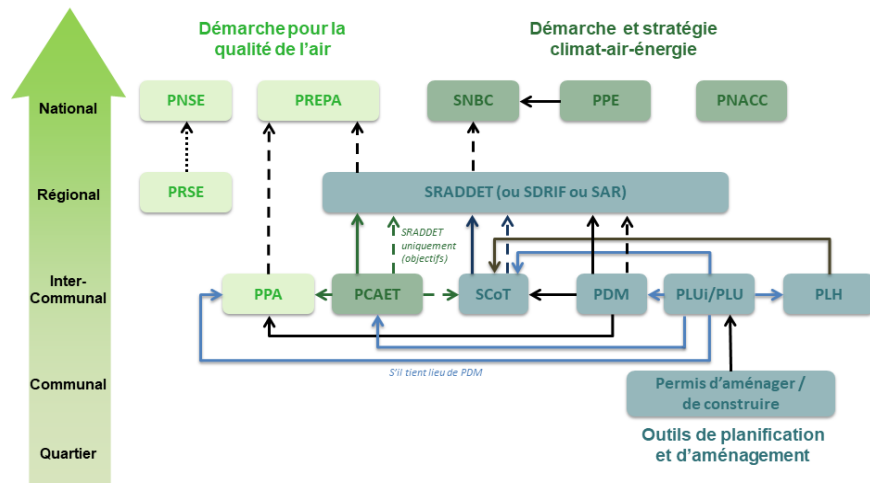 Démarche pour la
qualité de l'air
Démarche et stratégie
climat-air-énergie
National
PNSE
PREPA
SNBC
PPE
PNACC
Régional
PRSE
SRADDET (ou SDRIF ou SAR)
SRADDET
uniquement
(objectifs)
Inter-
Communal
PPA
PCAET
SCoT
PDM
PLUi/PLU
PLH
S'il tient lieu de PDM
Communal
Permis d'aménager /
de construire
Quartier
Outils de planification
et d'aménagement